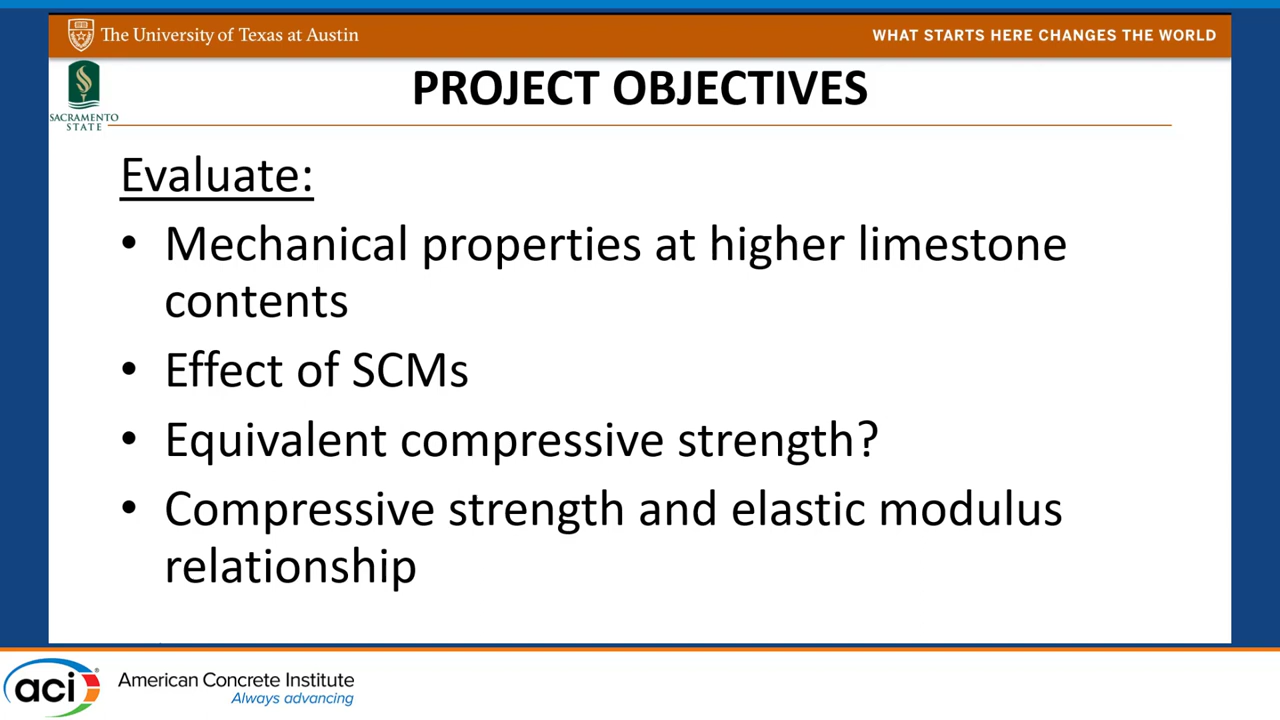 The University of Texas at Austin
WHAT STARTS HERE CHANGES THE WORLD
SACRAMENTO
STATE
PROJECT OBJECTIVES
Evaluate:
• Mechanical properties at higher limestone
contents
• Effect of SCMs
• Equivalent compressive strength?
• Compressive strength and elastic modulus
relationship
aci®
American Concrete Institute
Always advancing